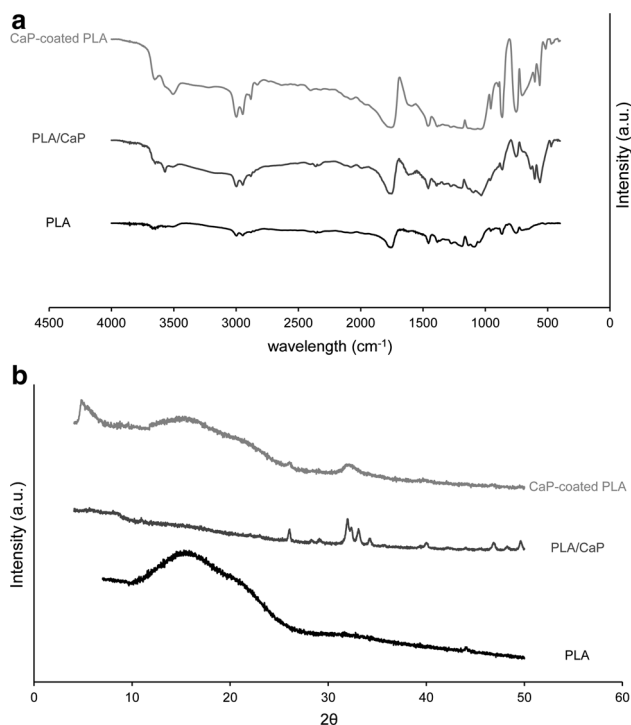 a
CaP-coated PLA
PLA/CaP
PLA
Intensity (a.u.)
4500 4000 3500 3000 2500 2000 1500 1000 500 0
wavelength (cm⁻¹)
b
Intensity (a.u.)
CaP-coated PLA
PLA/CaP
PLA
0 10 20 30 40 50 60
2θ